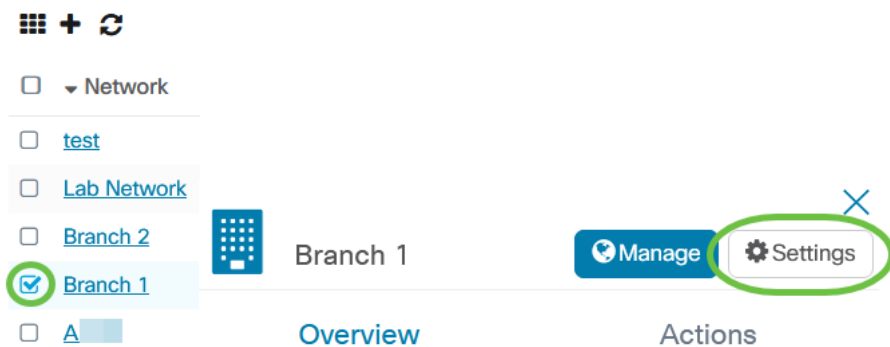 Network
test
Lab Network
Branch 2
Branch 1
A
Branch 1
Manage
Settings
Overview
Actions